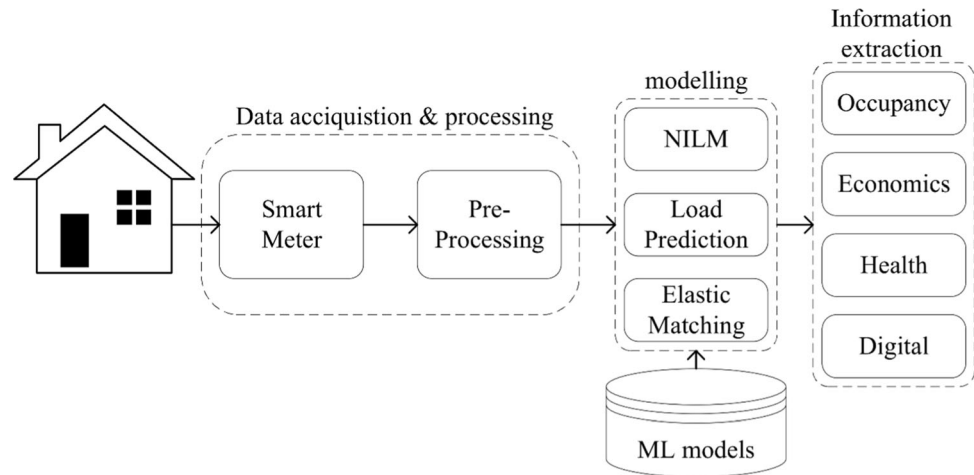 Data acciquistion & processing
Smart
Meter
Pre-
Processing
modelling
NILM
Load
Prediction
Elastic
Matching
ML models
Information
extraction
Occupancy
Economics
Health
Digital